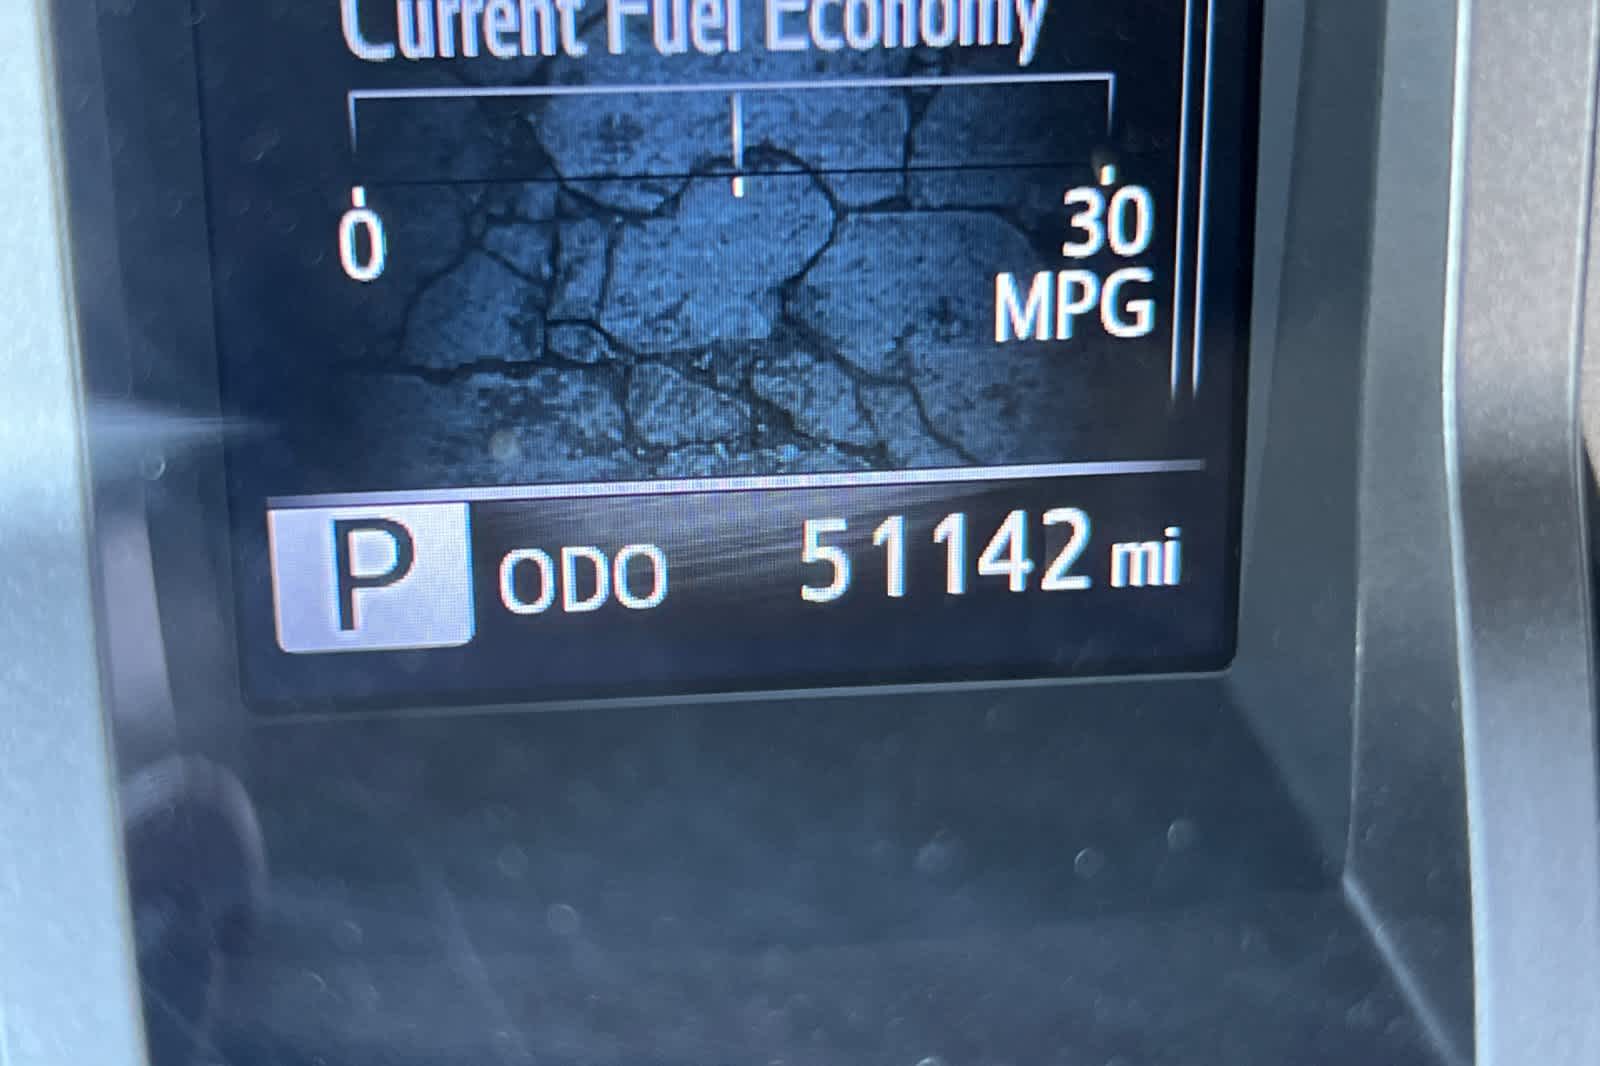 Current Fuel Economy
0
30
MPG
P ODO 51142 mi